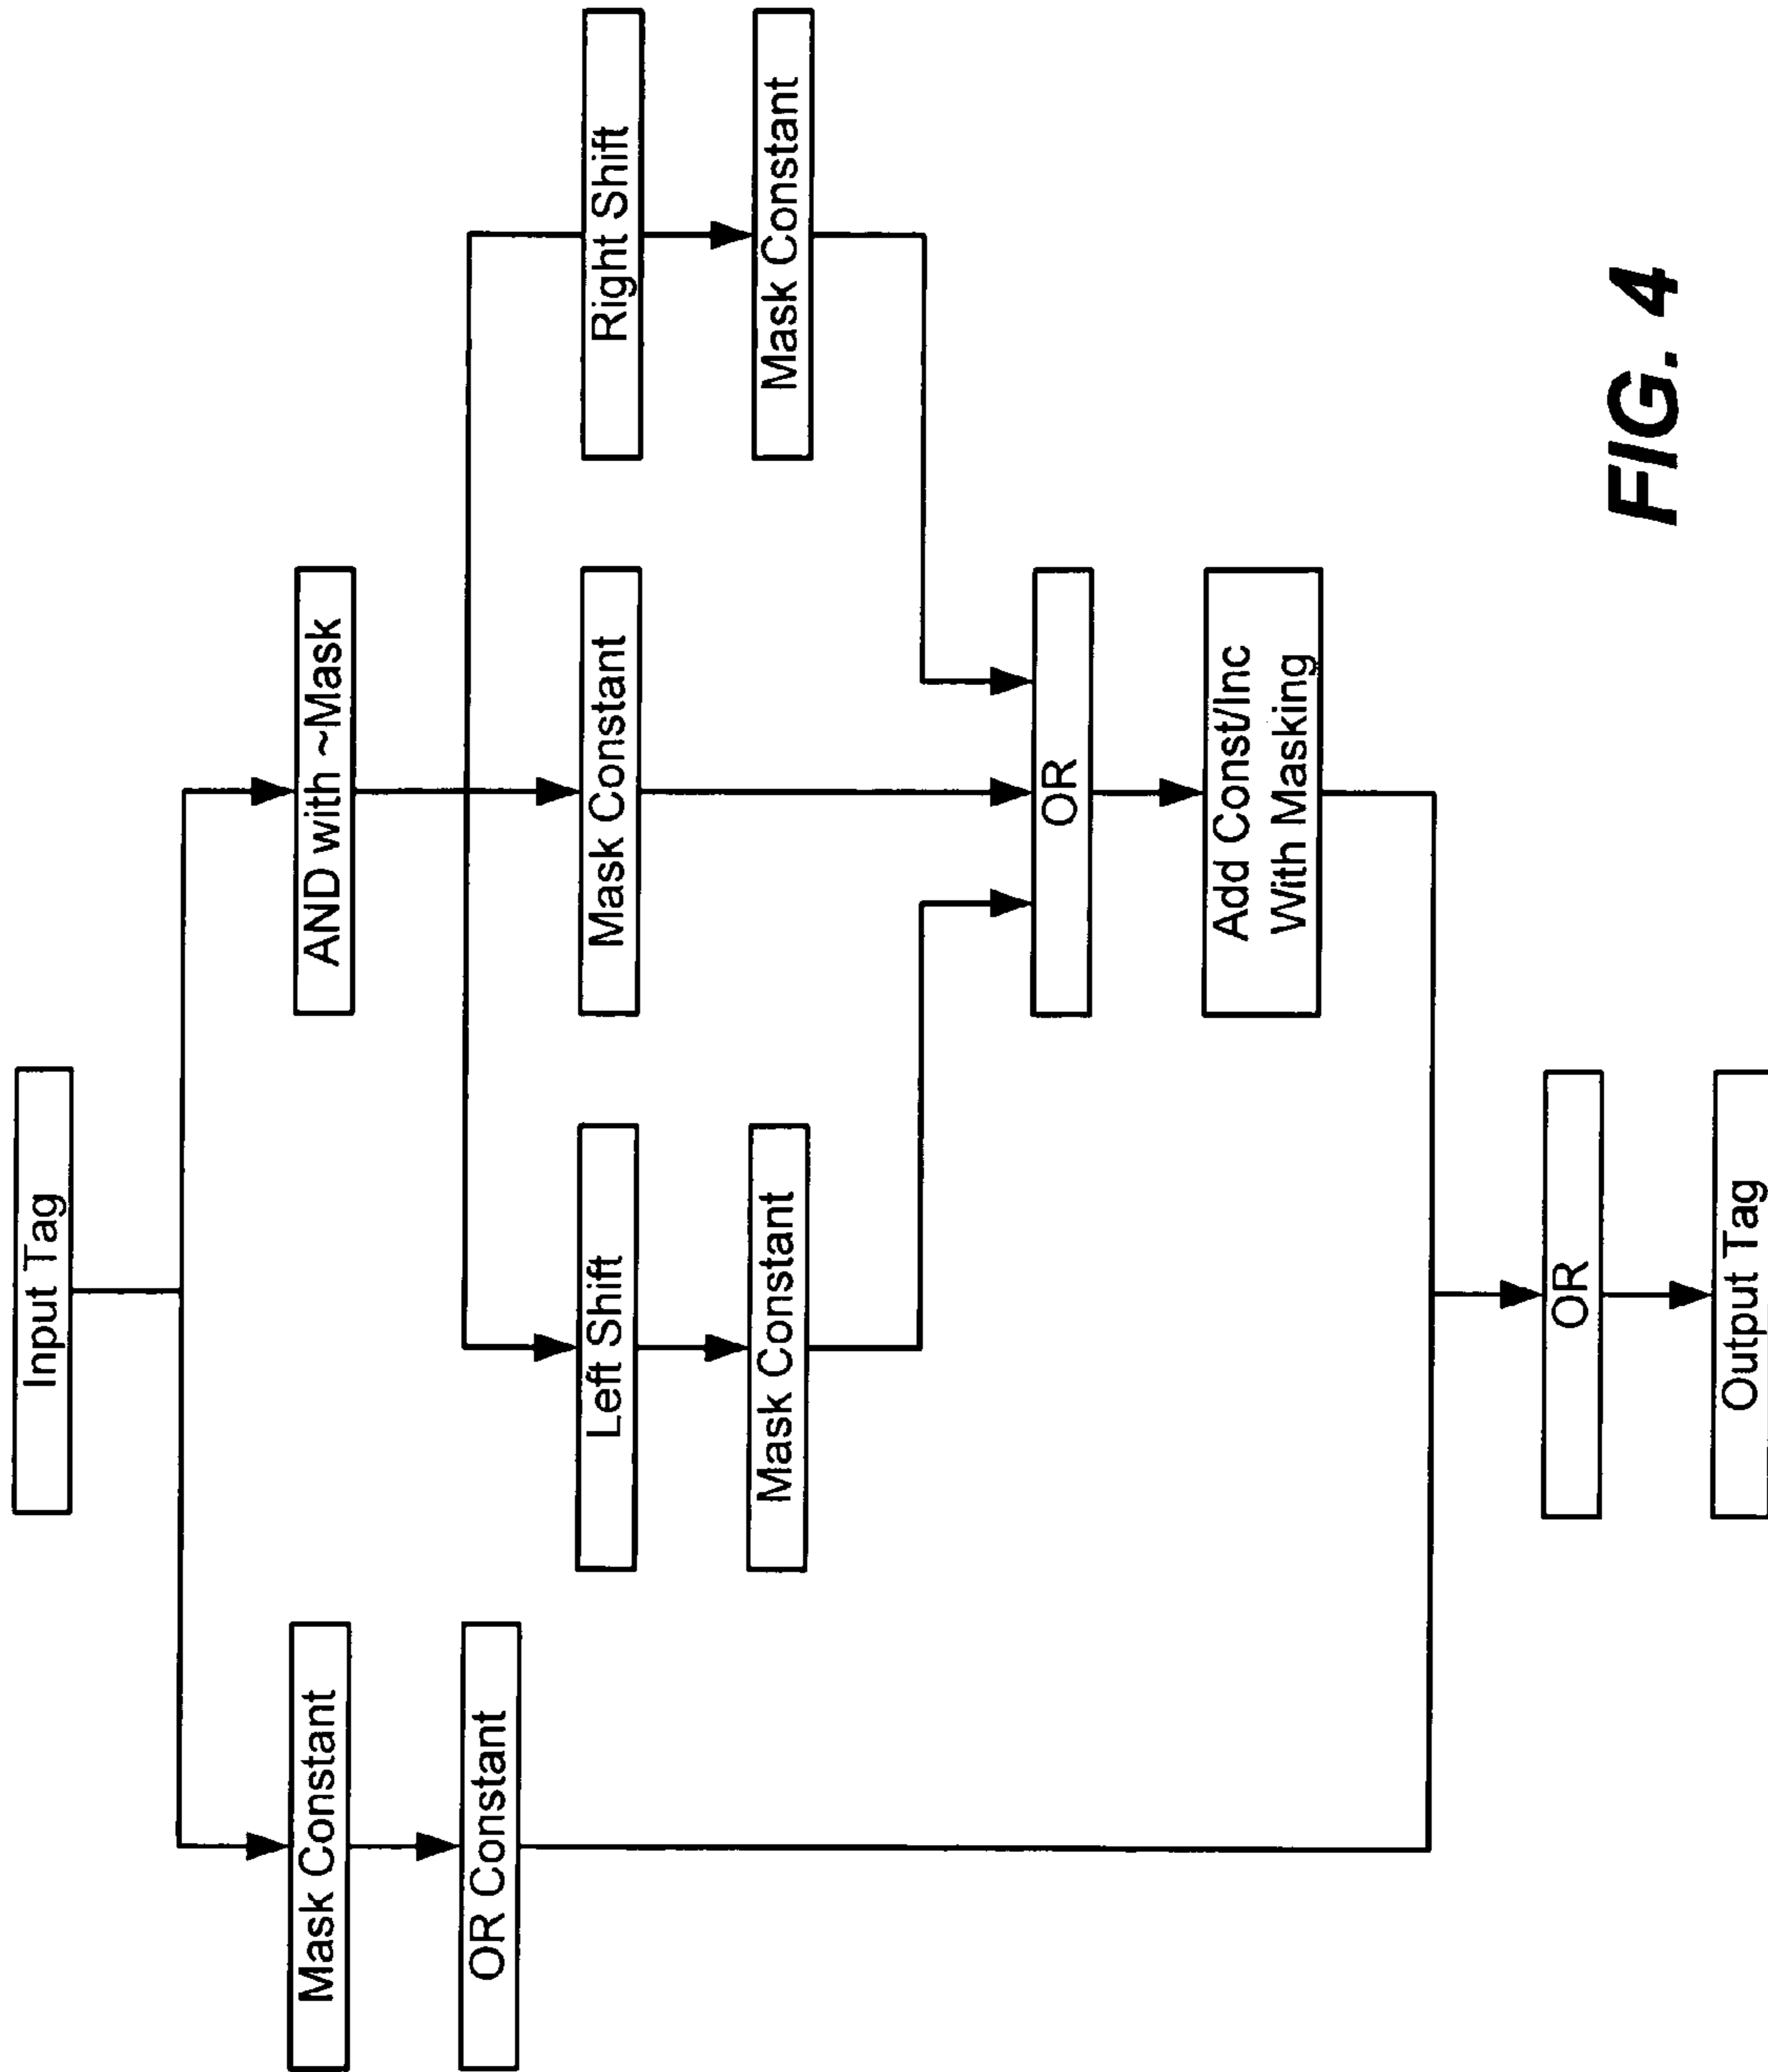 Input Tag
Mask Constant
AND with ~Mask
OR Constant
Left Shift
Mask Constant
Right Shift
Mask Constant
Mask Constant
OR
Add Const/Inc
With Masking
OR
Output Tag
FIG. 4